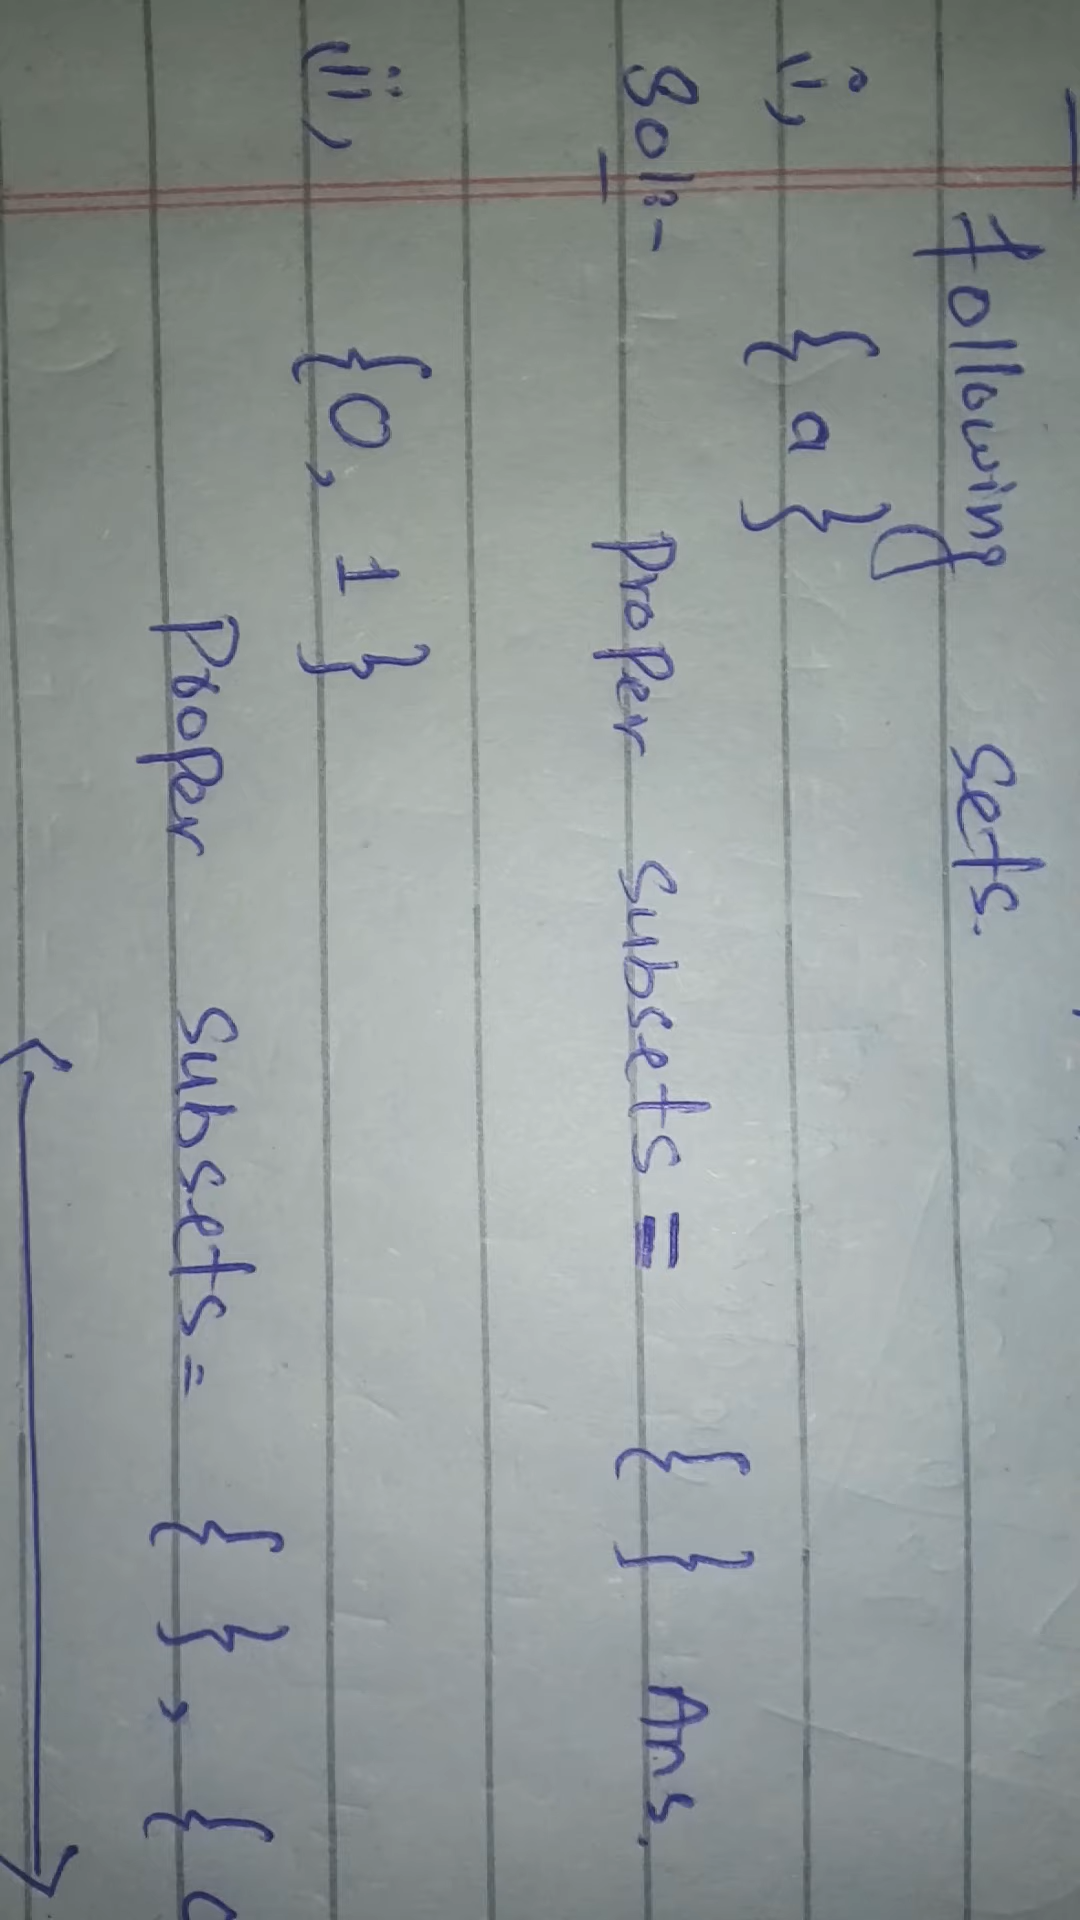 following sets.
i, { a }
Sol:- Proper subsets = { } Ans.
ii, { 0, 1 }
Proper subsets = { } , {